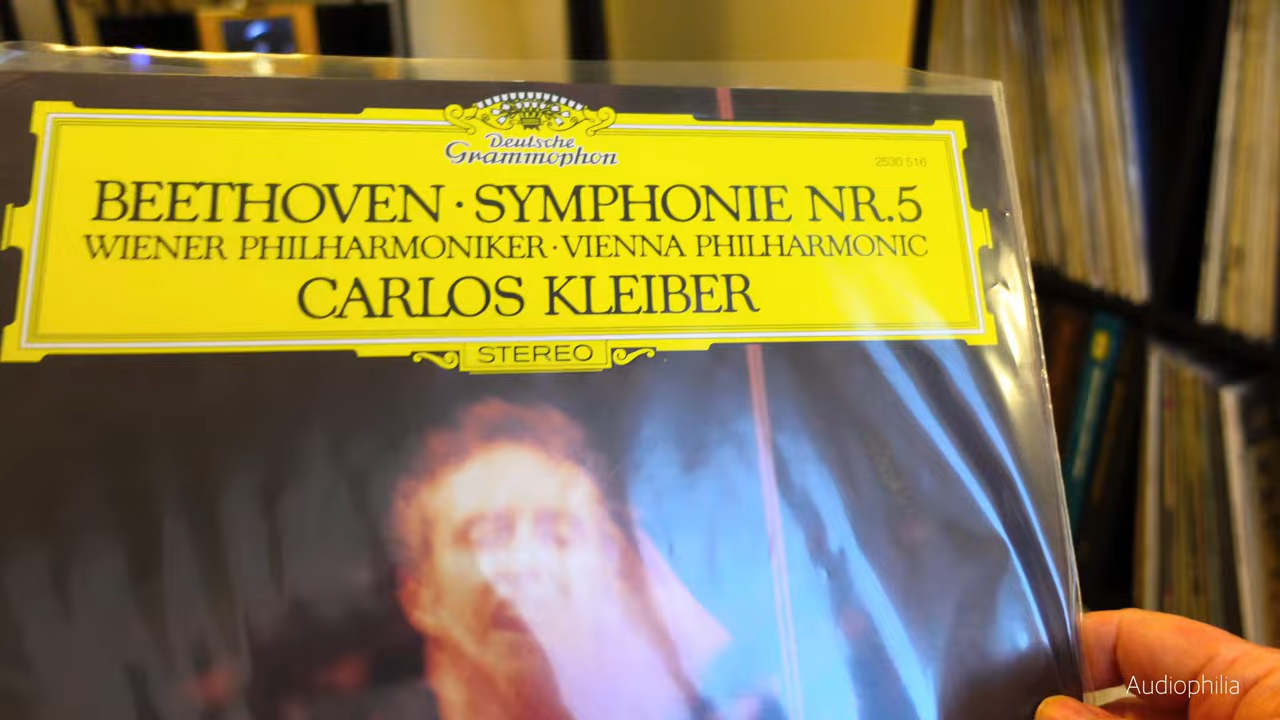 Deutsche
Grammophon
2530 516
BEETHOVEN · SYMPHONIE NR.5
WIENER PHILHARMONIKER · VIENNA PHILHARMONIC
CARLOS KLEIBER
STEREO
Audiophilia